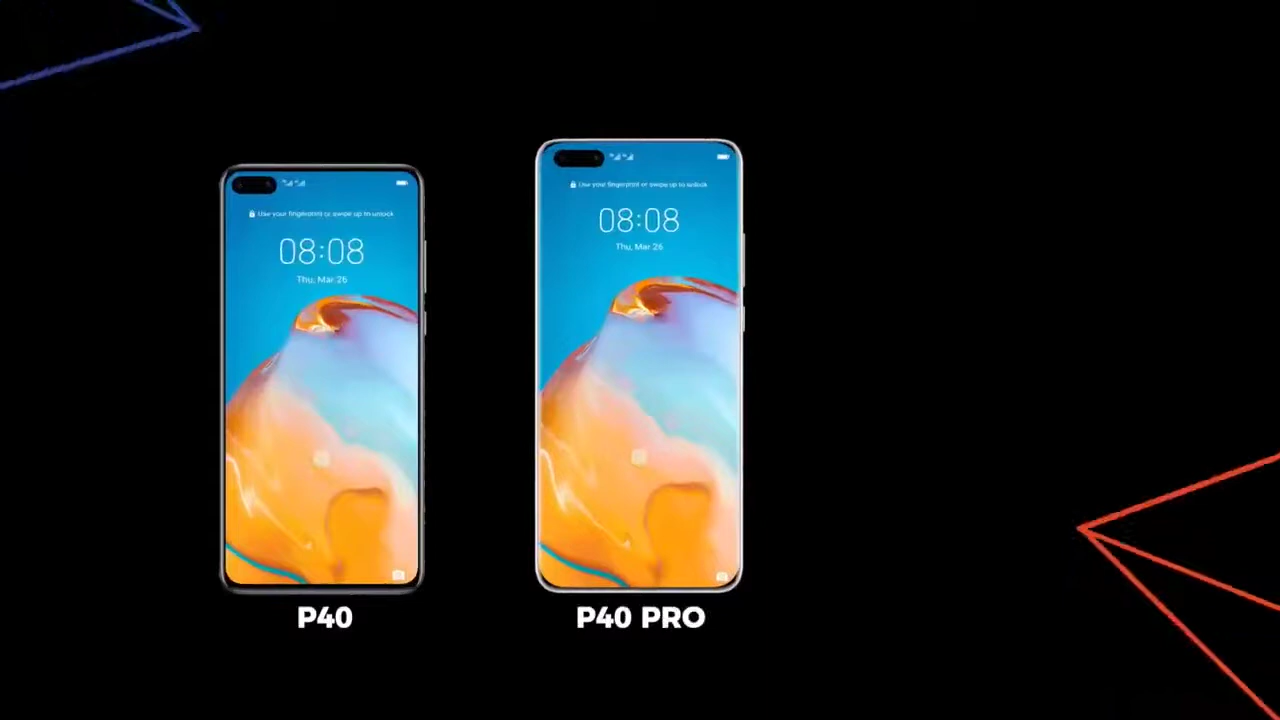 Use your fingerprint or swipe up to unlock
08:08
Thu, Mar 26
P40
Use your fingerprint or swipe up to unlock
08:08
Thu, Mar 26
P40 PRO